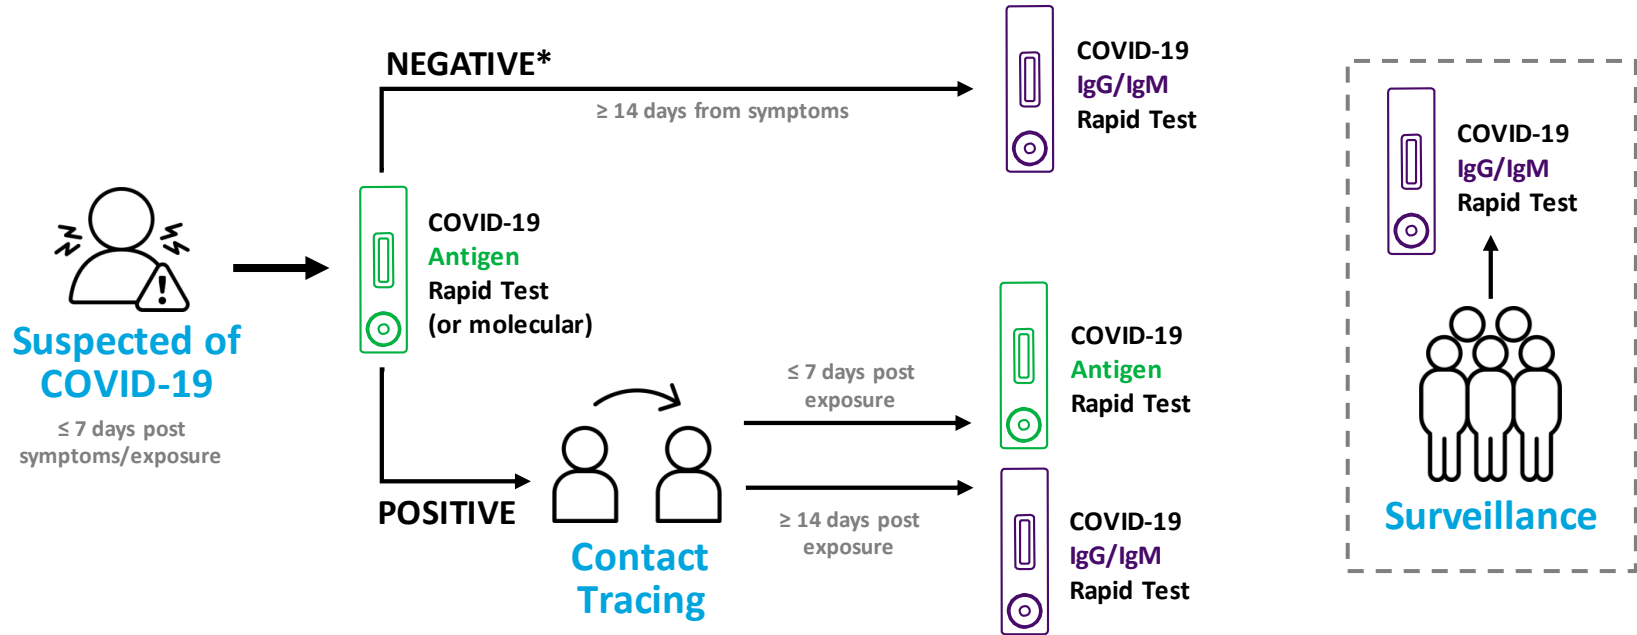 Suspected of
COVID-19
≤ 7 days post
symptoms/exposure
COVID-19
Antigen
Rapid Test
(or molecular)
NEGATIVE*
≥ 14 days from symptoms
COVID-19
IgG/IgM
Rapid Test
POSITIVE
Contact
Tracing
≤ 7 days post
exposure
COVID-19
Antigen
Rapid Test
≥ 14 days post
exposure
COVID-19
IgG/IgM
Rapid Test
COVID-19
IgG/IgM
Rapid Test
Surveillance